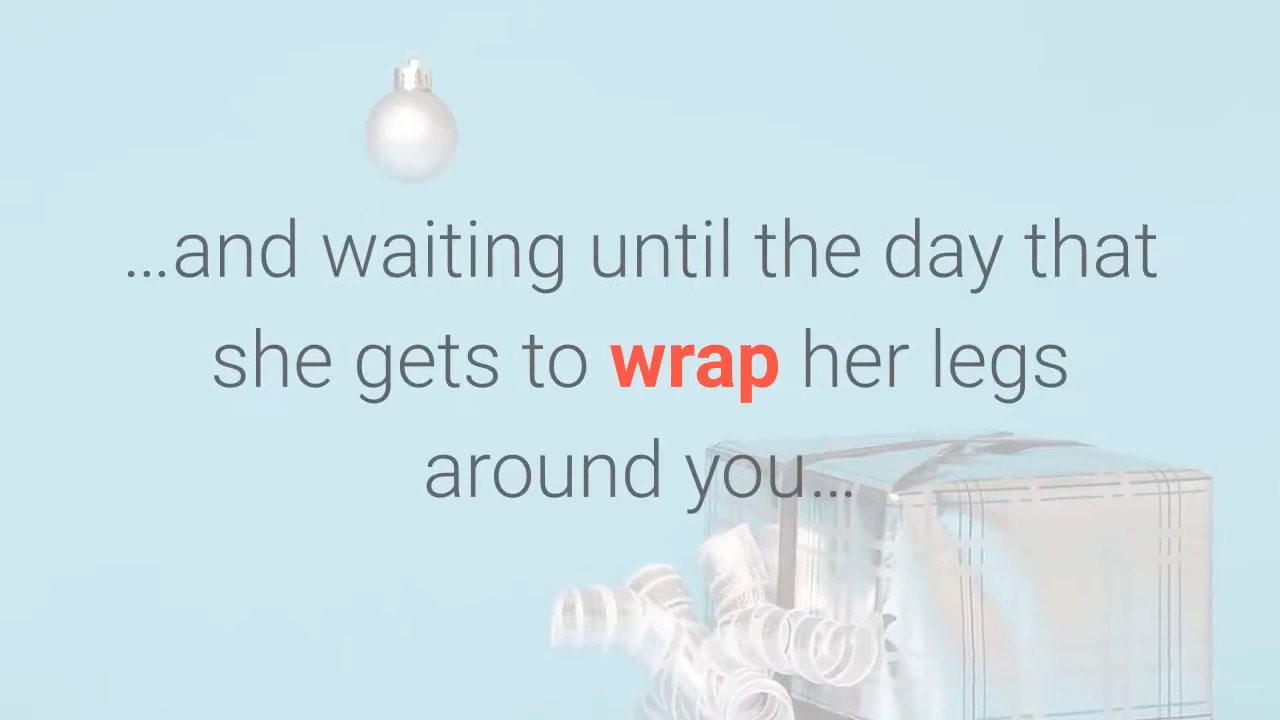 …and waiting until the day that
she gets to wrap her legs
around you…